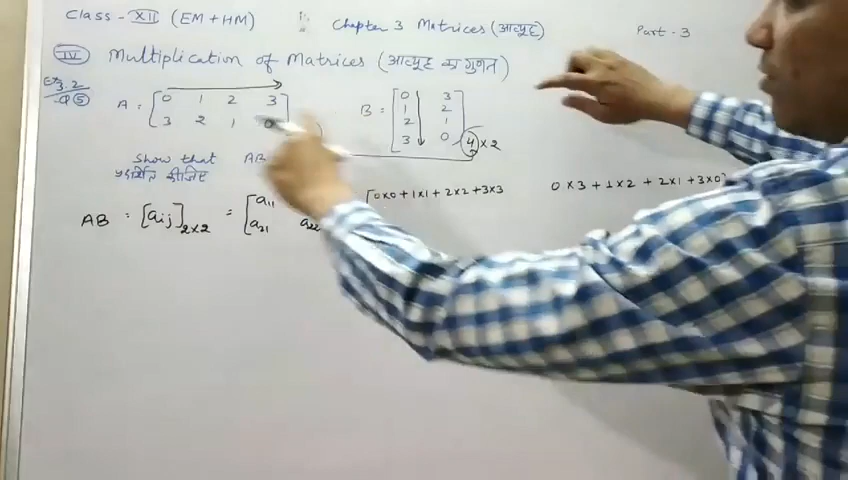 Class - XII (EM + HM) Chapter 3 Matrices (आव्यूह) Part - 3
IV Multiplication of Matrices (आव्यूह का गुणन)
Ex 3.2
Q 5
A = [0 1 2 3
3 2 1 0
B = [0 3
1 2
2 1
3 0] 4×2
Show that AB
प्रदर्शित कीजिए
AB = [aij]2×2 = [a11
a21 a22
[0×0 + 1×1 + 2×2 + 3×3 0×3 + 1×2 + 2×1 + 3×0